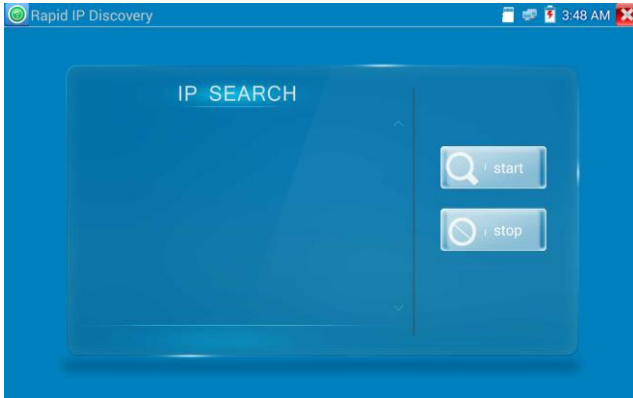 Rapid IP Discovery
3:48 AM
IP SEARCH
start
stop